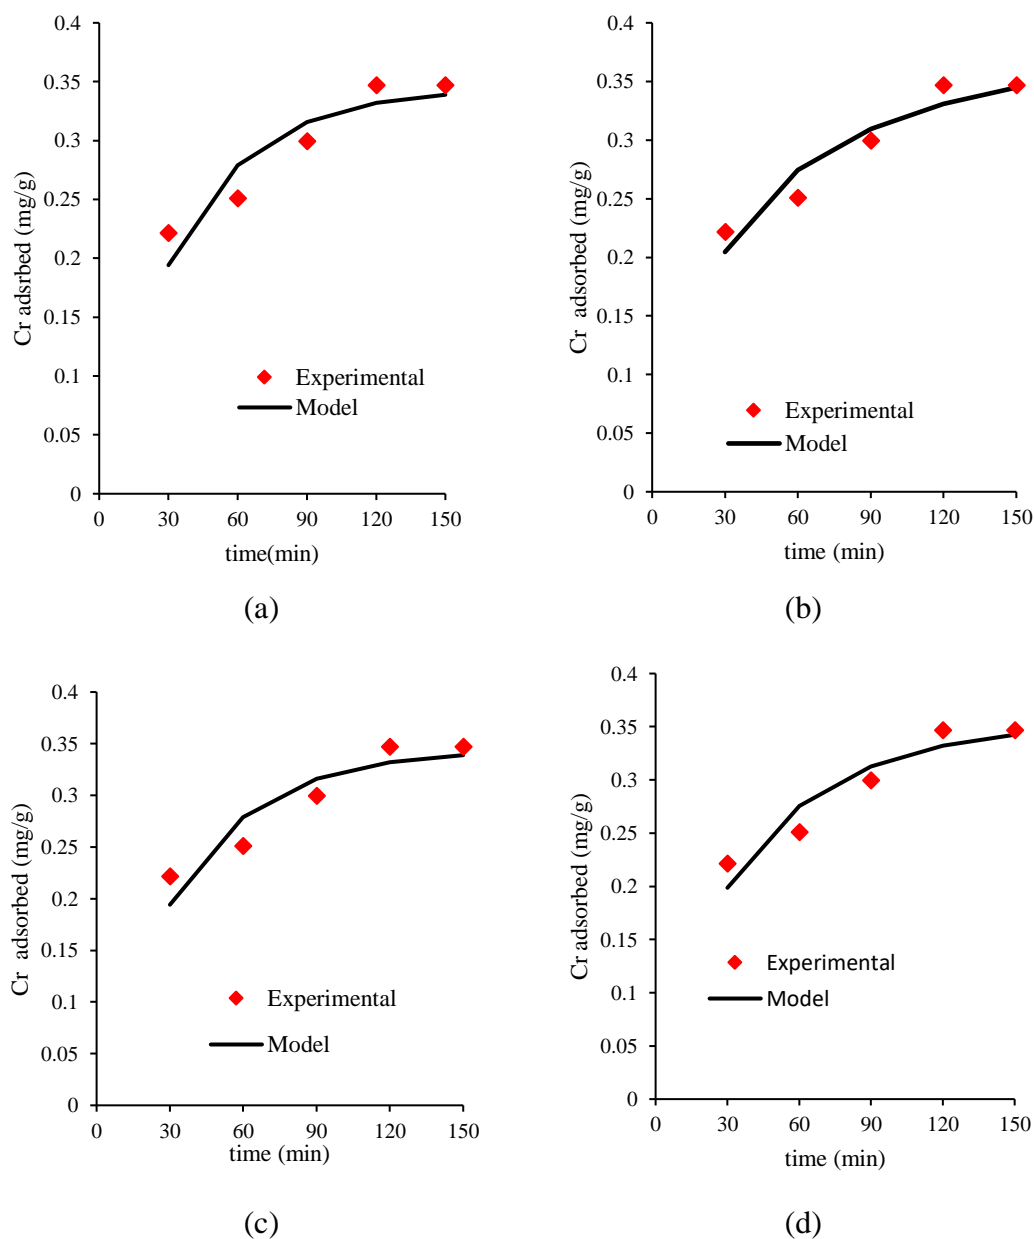 0.4
0.35
0.3
0.25
0.2
0.15
0.1
0.05
0
Cr adsrbed (mg/g)
Experimental
Model
0 30 60 90 120 150
time(min)
(a)
0.4
0.35
0.3
0.25
0.2
0.15
0.1
0.05
0
Cr adsorbed (mg/g)
Experimental
Model
0 30 60 90 120 150
time (min)
(b)
0.4
0.35
0.3
0.25
0.2
0.15
0.1
0.05
0
Cr adsorbed (mg/g)
Experimental
Model
0 30 60 90 120 150
time (min)
(c)
0.4
0.35
0.3
0.25
0.2
0.15
0.1
0.05
0
Cr adsorbed (mg/g)
Experimental
Model
0 30 60 90 120 150
time (min)
(d)